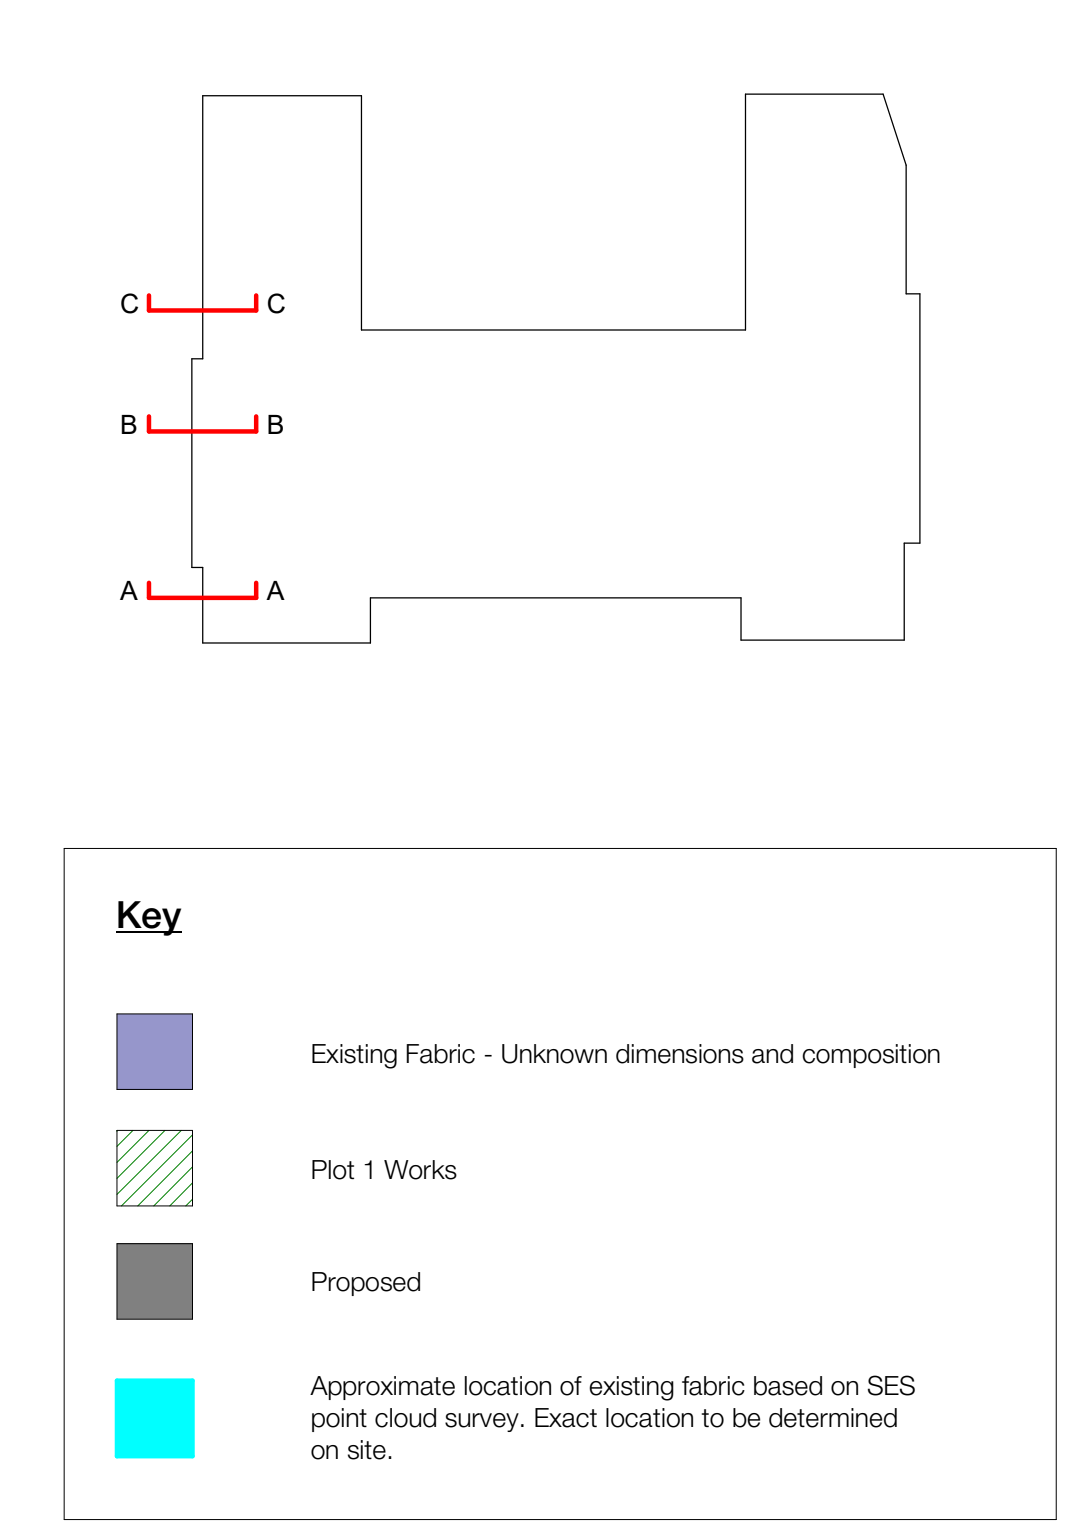 C C
B B
A A
Key
Existing Fabric - Unknown dimensions and composition
Plot 1 Works
Proposed
Approximate location of existing fabric based on SES
point cloud survey. Exact location to be determined
on site.